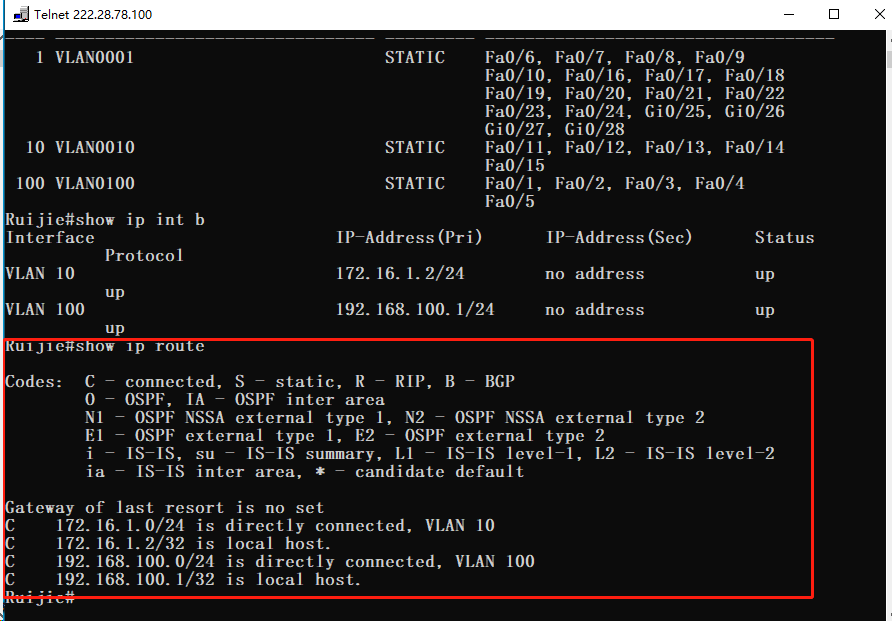 Telnet 222.28.78.100
---- -------------------------------- --------- -----------------------------------
1 VLAN0001 STATIC Fa0/6, Fa0/7, Fa0/8, Fa0/9
Fa0/10, Fa0/16, Fa0/17, Fa0/18
Fa0/19, Fa0/20, Fa0/21, Fa0/22
Fa0/23, Fa0/24, Gi0/25, Gi0/26
Gi0/27, Gi0/28
10 VLAN0010 STATIC Fa0/11, Fa0/12, Fa0/13, Fa0/14
Fa0/15
100 VLAN0100 STATIC Fa0/1, Fa0/2, Fa0/3, Fa0/4
Fa0/5
Ruijie#show ip int b
Interface IP-Address(Pri) IP-Address(Sec) Status
Protocol
VLAN 10 172.16.1.2/24 no address up
up
VLAN 100 192.168.100.1/24 no address up
up
Ruijie#show ip route
Codes: C - connected, S - static, R - RIP, B - BGP
O - OSPF, IA - OSPF inter area
N1 - OSPF NSSA external type 1, N2 - OSPF NSSA external type 2
E1 - OSPF external type 1, E2 - OSPF external type 2
i - IS-IS, su - IS-IS summary, L1 - IS-IS level-1, L2 - IS-IS level-2
ia - IS-IS inter area, * - candidate default
Gateway of last resort is no set
C 172.16.1.0/24 is directly connected, VLAN 10
C 172.16.1.2/32 is local host.
C 192.168.100.0/24 is directly connected, VLAN 100
C 192.168.100.1/32 is local host.
Ruijie#